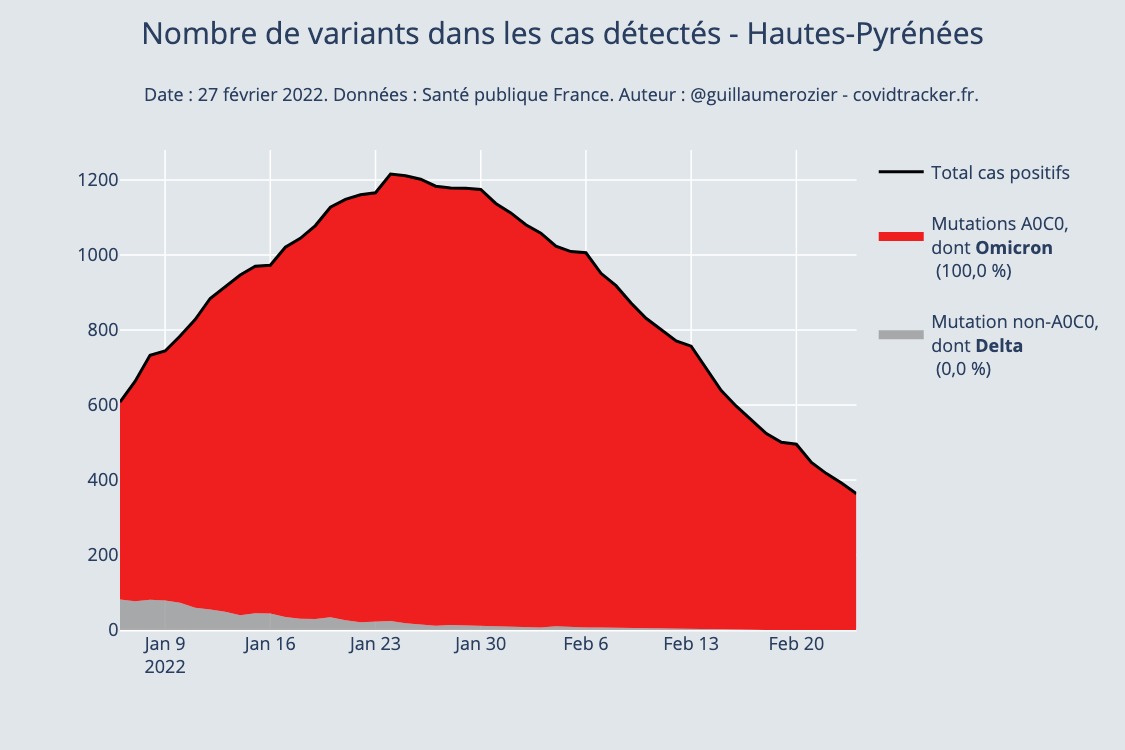 Nombre de variants dans les cas détectés - Hautes-Pyrénées
Date : 27 février 2022. Données : Santé publique France. Auteur : @guillaumerozier - covidtracker.fr.
1200
1000
800
600
400
200
0
Jan 9
2022
Jan 16
Jan 23
Jan 30
Feb 6
Feb 13
Feb 20
Total cas positifs
Mutations A0C0,
dont Omicron
(100,0 %)
Mutation non-A0C0,
dont Delta
(0,0 %)